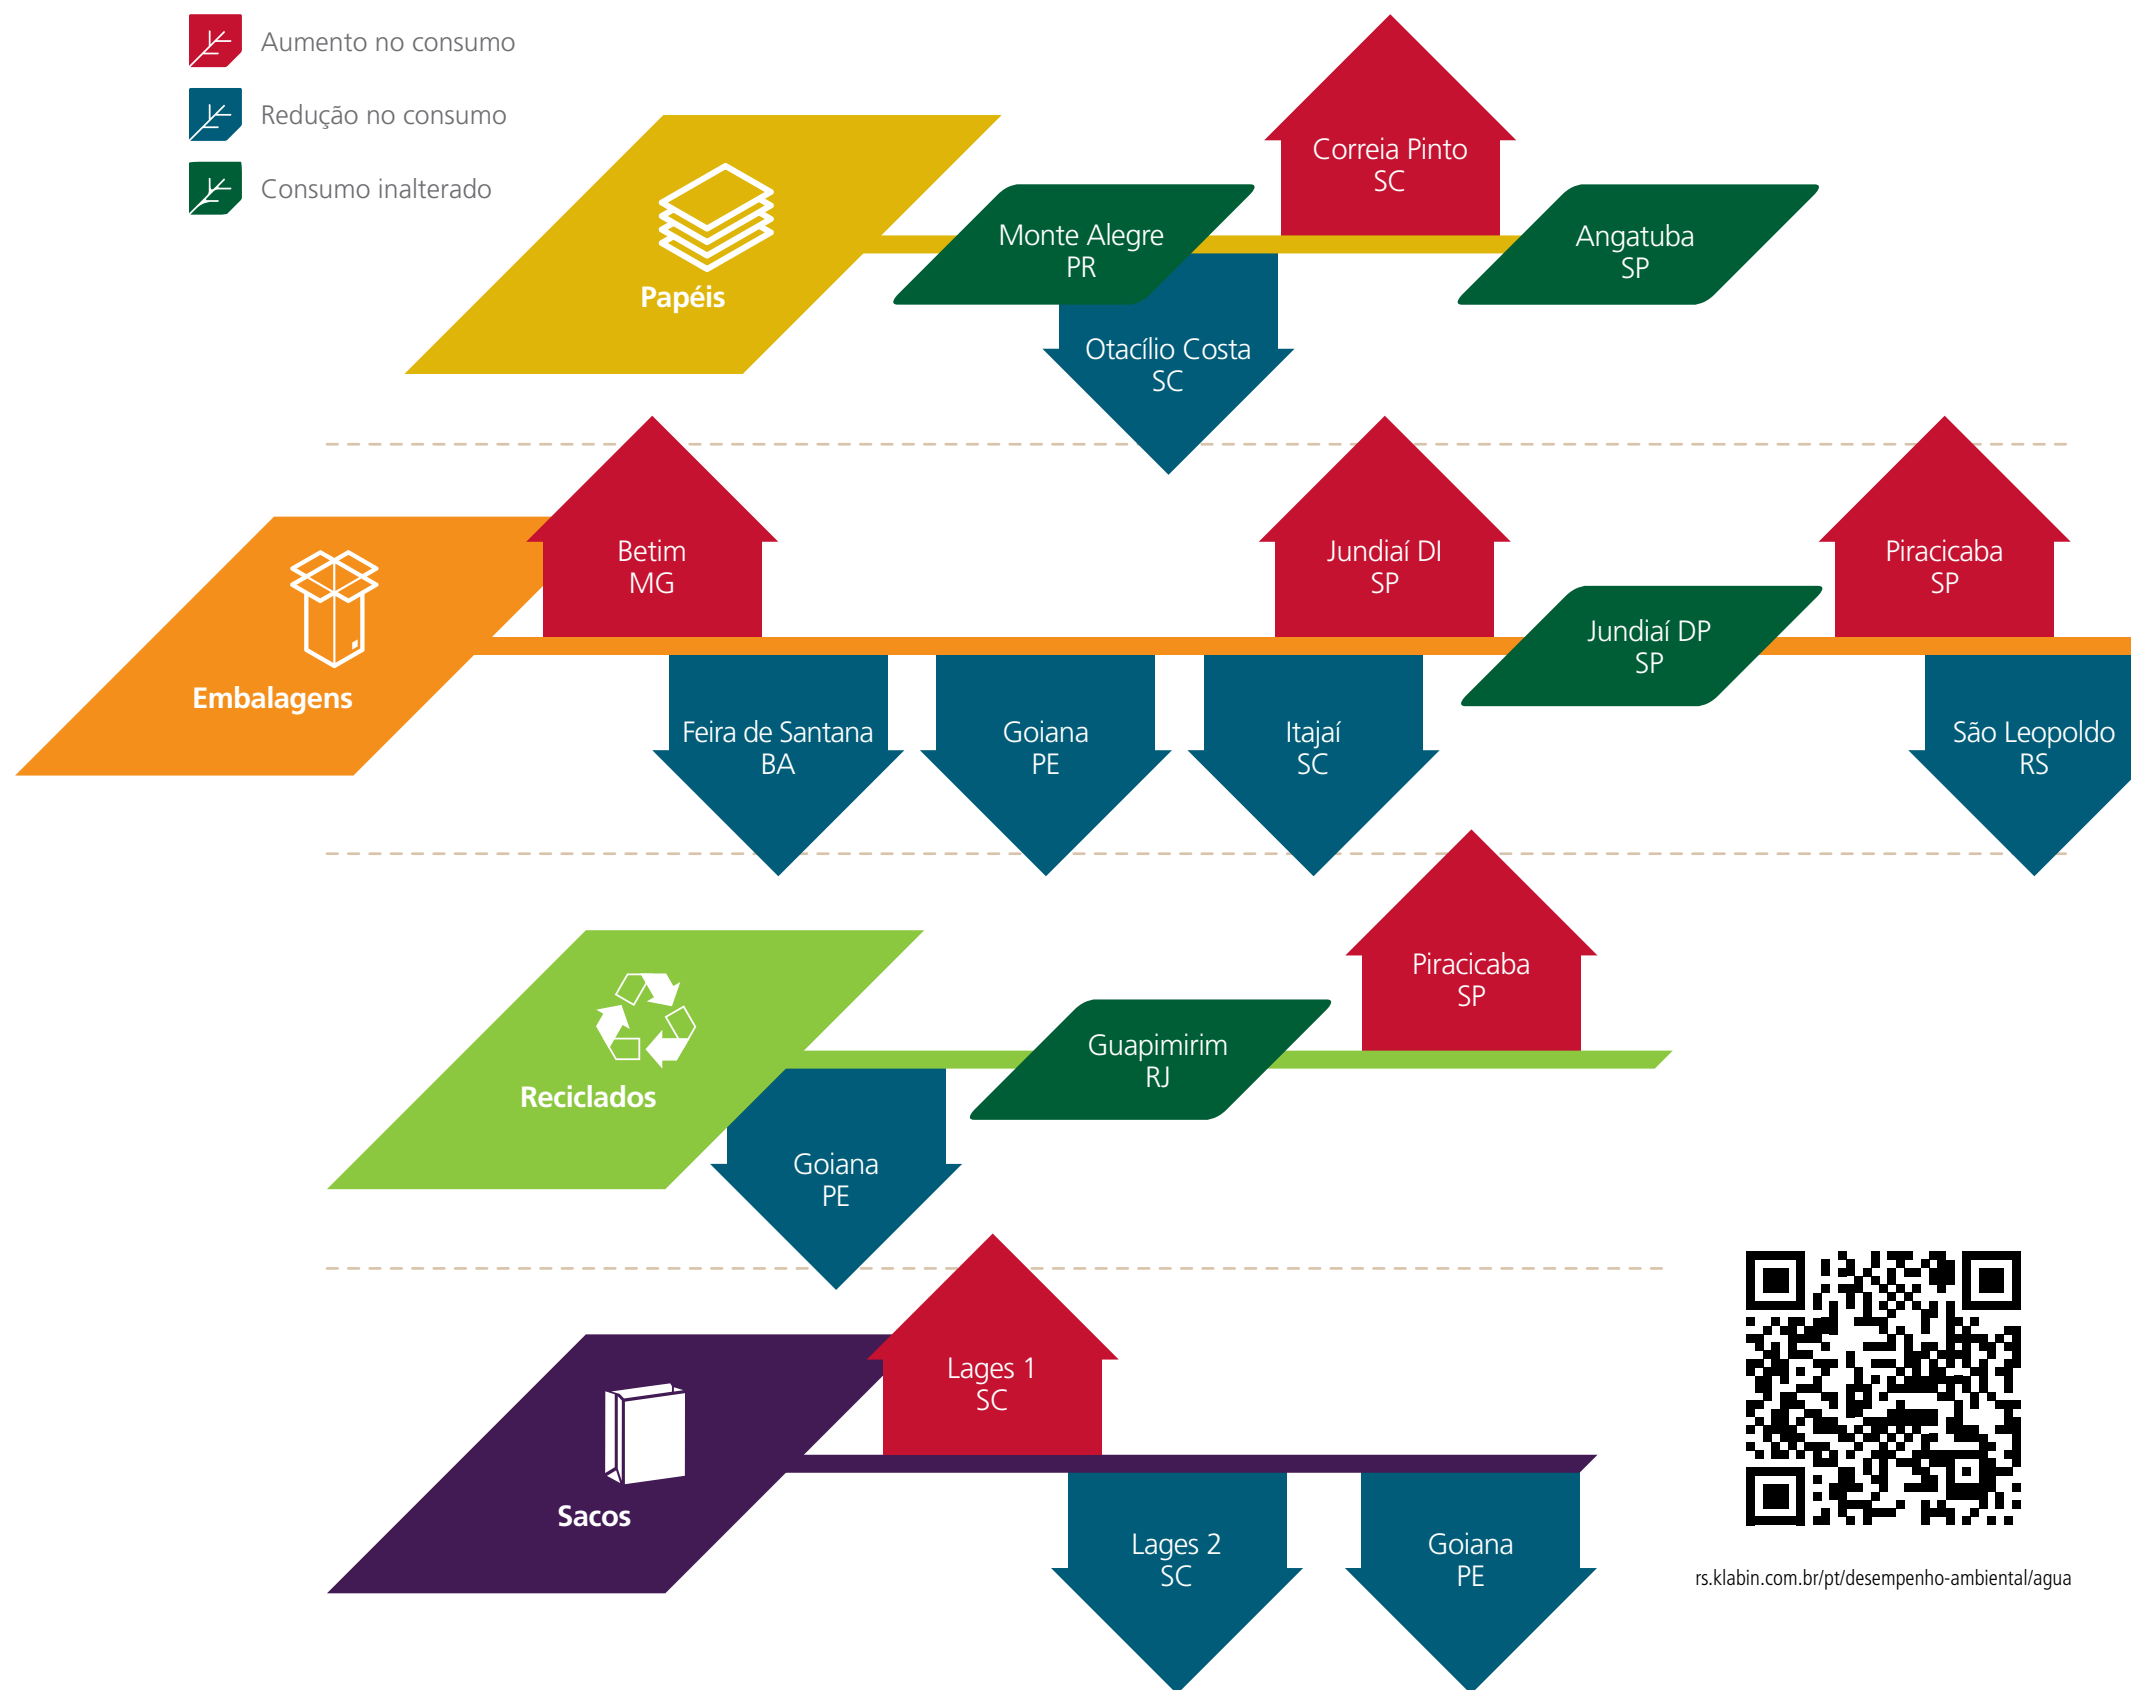 Aumento no consumo
Redução no consumo
Consumo inalterado
Papéis
Monte Alegre
PR
Otacílio Costa
SC
Correia Pinto
SC
Angatuba
SP
Embalagens
Betim
MG
Feira de Santana
BA
Goiana
PE
Itajaí
SC
Jundiaí DI
SP
Jundiaí DP
SP
Piracicaba
SP
São Leopoldo
RS
Reciclados
Goiana
PE
Guapimirim
RJ
Piracicaba
SP
Sacos
Lages 1
SC
Lages 2
SC
Goiana
PE
rs.klabin.com.br/pt/desempenho-ambiental/agua